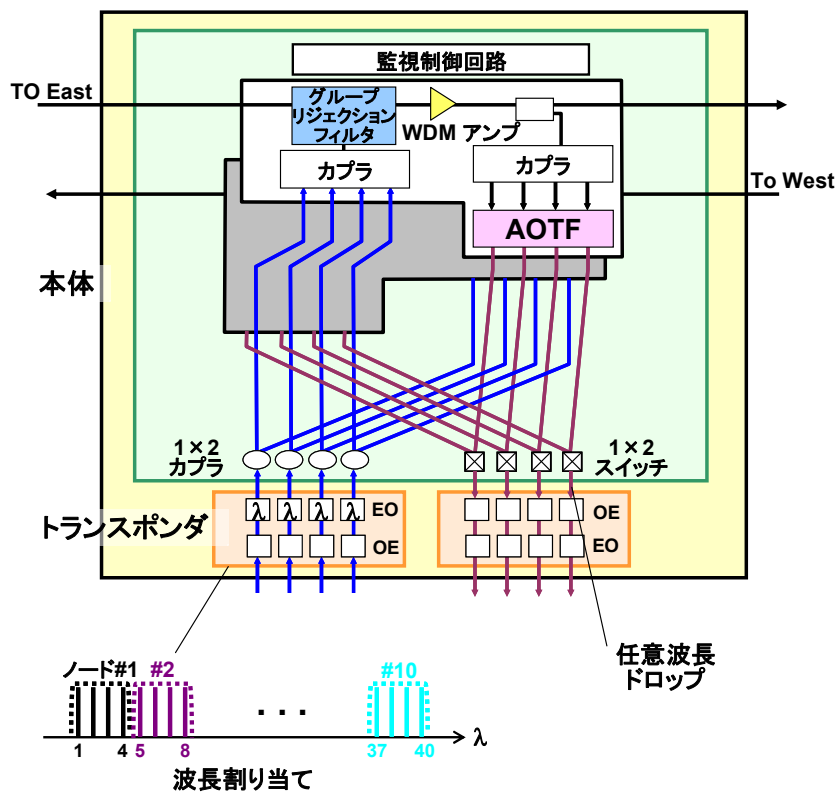 監視制御回路
TO East
グループ
リジェクション
フィルタ
WDM アンプ
カプラ
カプラ
To West
AOTF
本体
1×2
カプラ
1×2
スイッチ
トランスポンダ
λ λ λ λ EO
OE
OE
EO
任意波長
ドロップ
ノード#1 #2 ・・・ #10
1 4 5 8 37 40 λ
波長割り当て